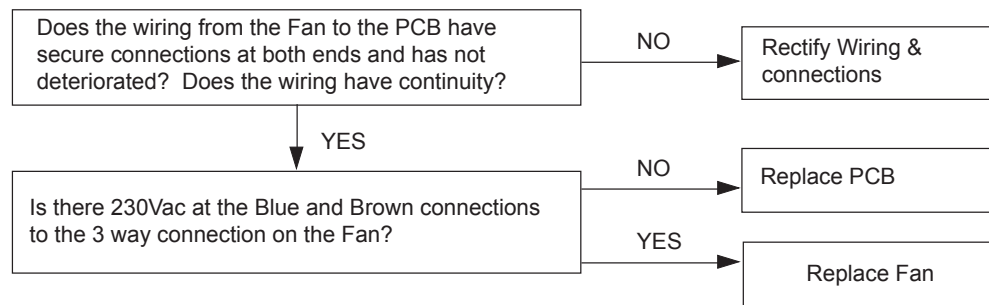 Does the wiring from the Fan to the PCB have
secure connections at both ends and has not
deteriorated?  Does the wiring have continuity?
NO
Rectify Wiring &
connections
YES
Is there 230Vac at the Blue and Brown connections
to the 3 way connection on the Fan?
NO
Replace PCB
YES
Replace Fan